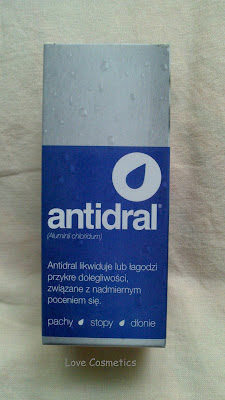 antidral®
(Aluminii chloridum)
Antidral likwiduje lub łagodzi
przykre dolegliwości,
związane z nadmiernym
poceniem się.
pachy stopy dłonie
Love Cosmetics